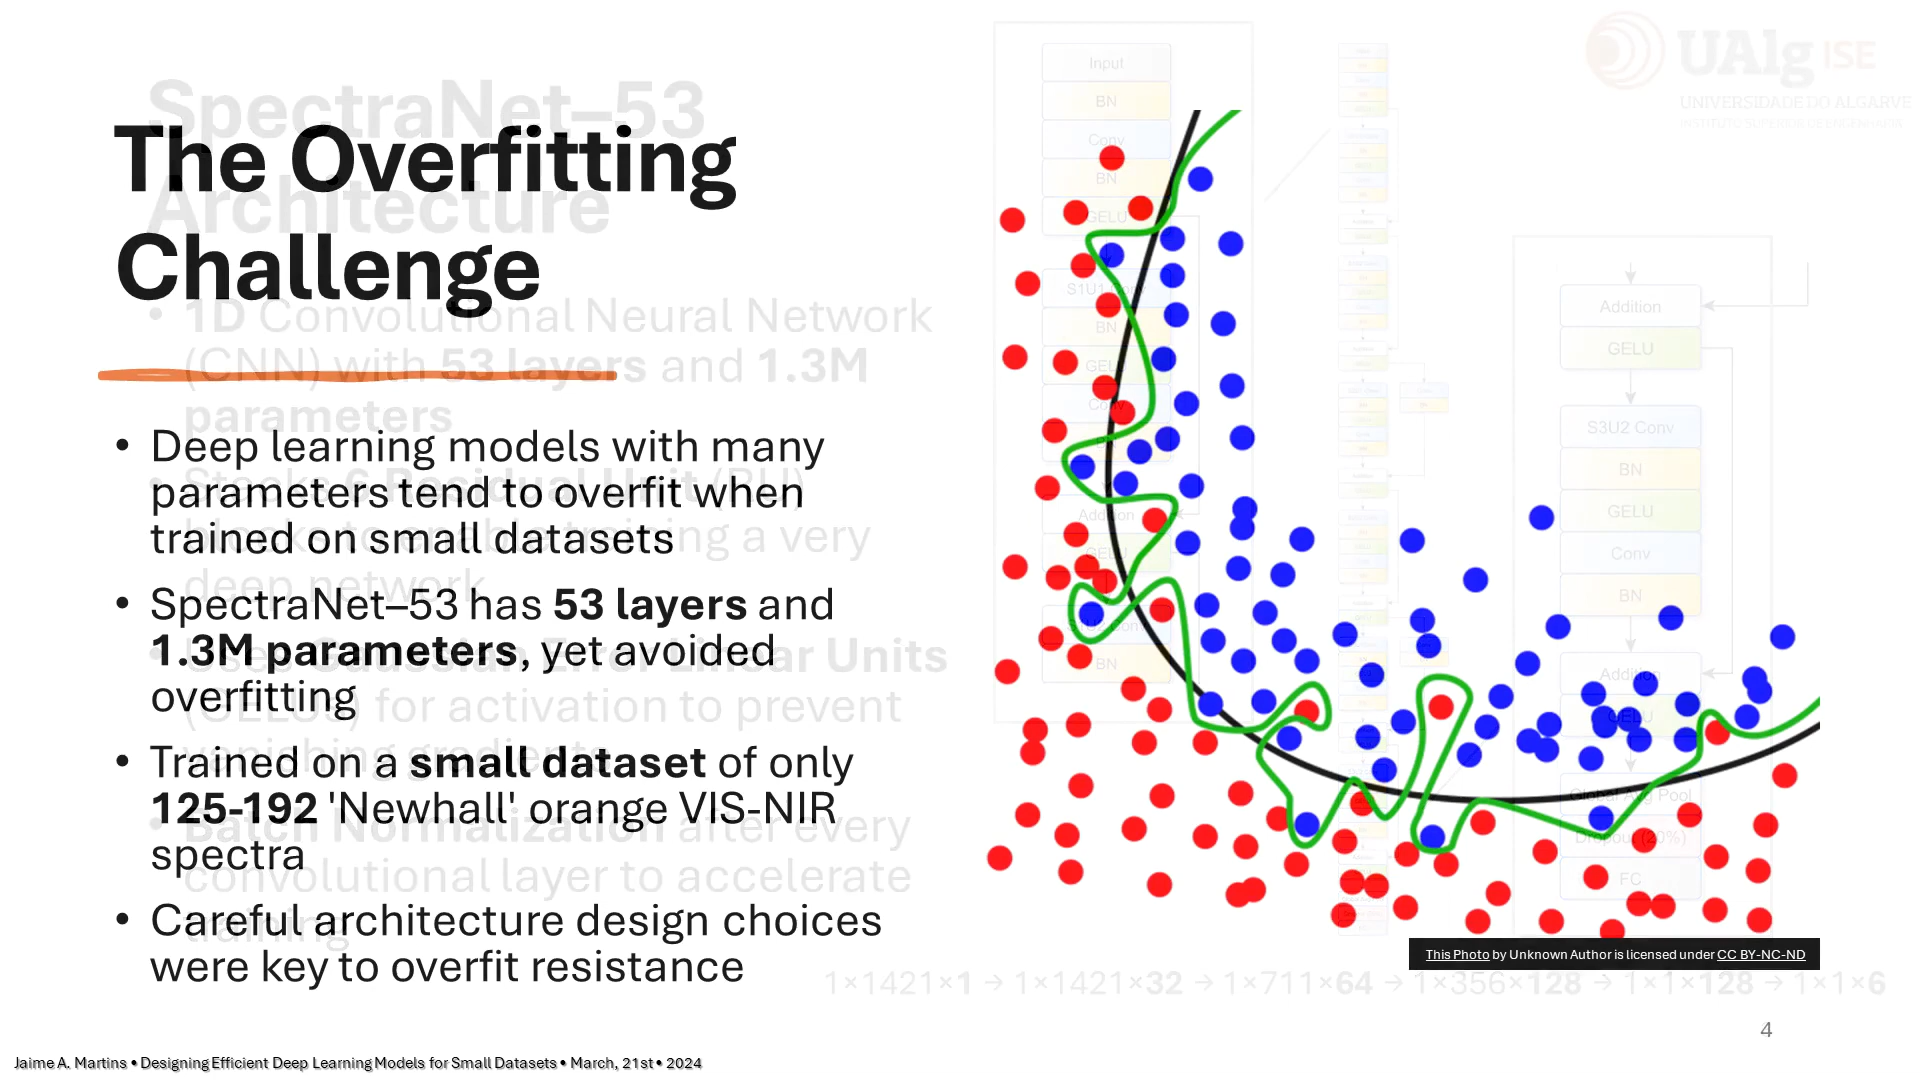 SpectraNet–53
Architecture
The Overfitting
Challenge
• Deep learning models with many
parameters tend to overfit when
trained on small datasets
• SpectraNet–53 has 53 layers and
1.3M parameters, yet avoided
overfitting
• Trained on a small dataset of only
125-192 'Newhall' orange VIS-NIR
spectra
• Careful architecture design choices
were key to overfit resistance
• 1D Convolutional Neural Network
(CNN) with 53 layers and 1.3M
parameters
• Stacks 6 Residual Unit (RU)
blocks to enable training a very
deep network
Gaussian Error Linear Units
(GELUs) for activation to prevent
vanishing gradients
• Batch Normalization after every
convolutional layer to accelerate
training
Input
BN
Conv
BN
GELU
S1U1 Conv
BN
GELU
Conv
Addition
GELU
Conv
BN
Addition
GELU
S3U2 Conv
BN
GELU
Conv
BN
Addition
GELU
Global Avg Pool
Dropout (20%)
FC
UAlg ISE
UNIVERSIDADE DO ALGARVE
INSTITUTO SUPERIOR DE ENGENHARIA
This Photo by Unknown Author is licensed under CC BY-NC-ND
1×1421×1 → 1×1421×32 → 1×711×64 → 1×356×128 → 1×1×128 → 1×1×6
4
Jaime A. Martins • Designing Efficient Deep Learning Models for Small Datasets • March, 21st • 2024